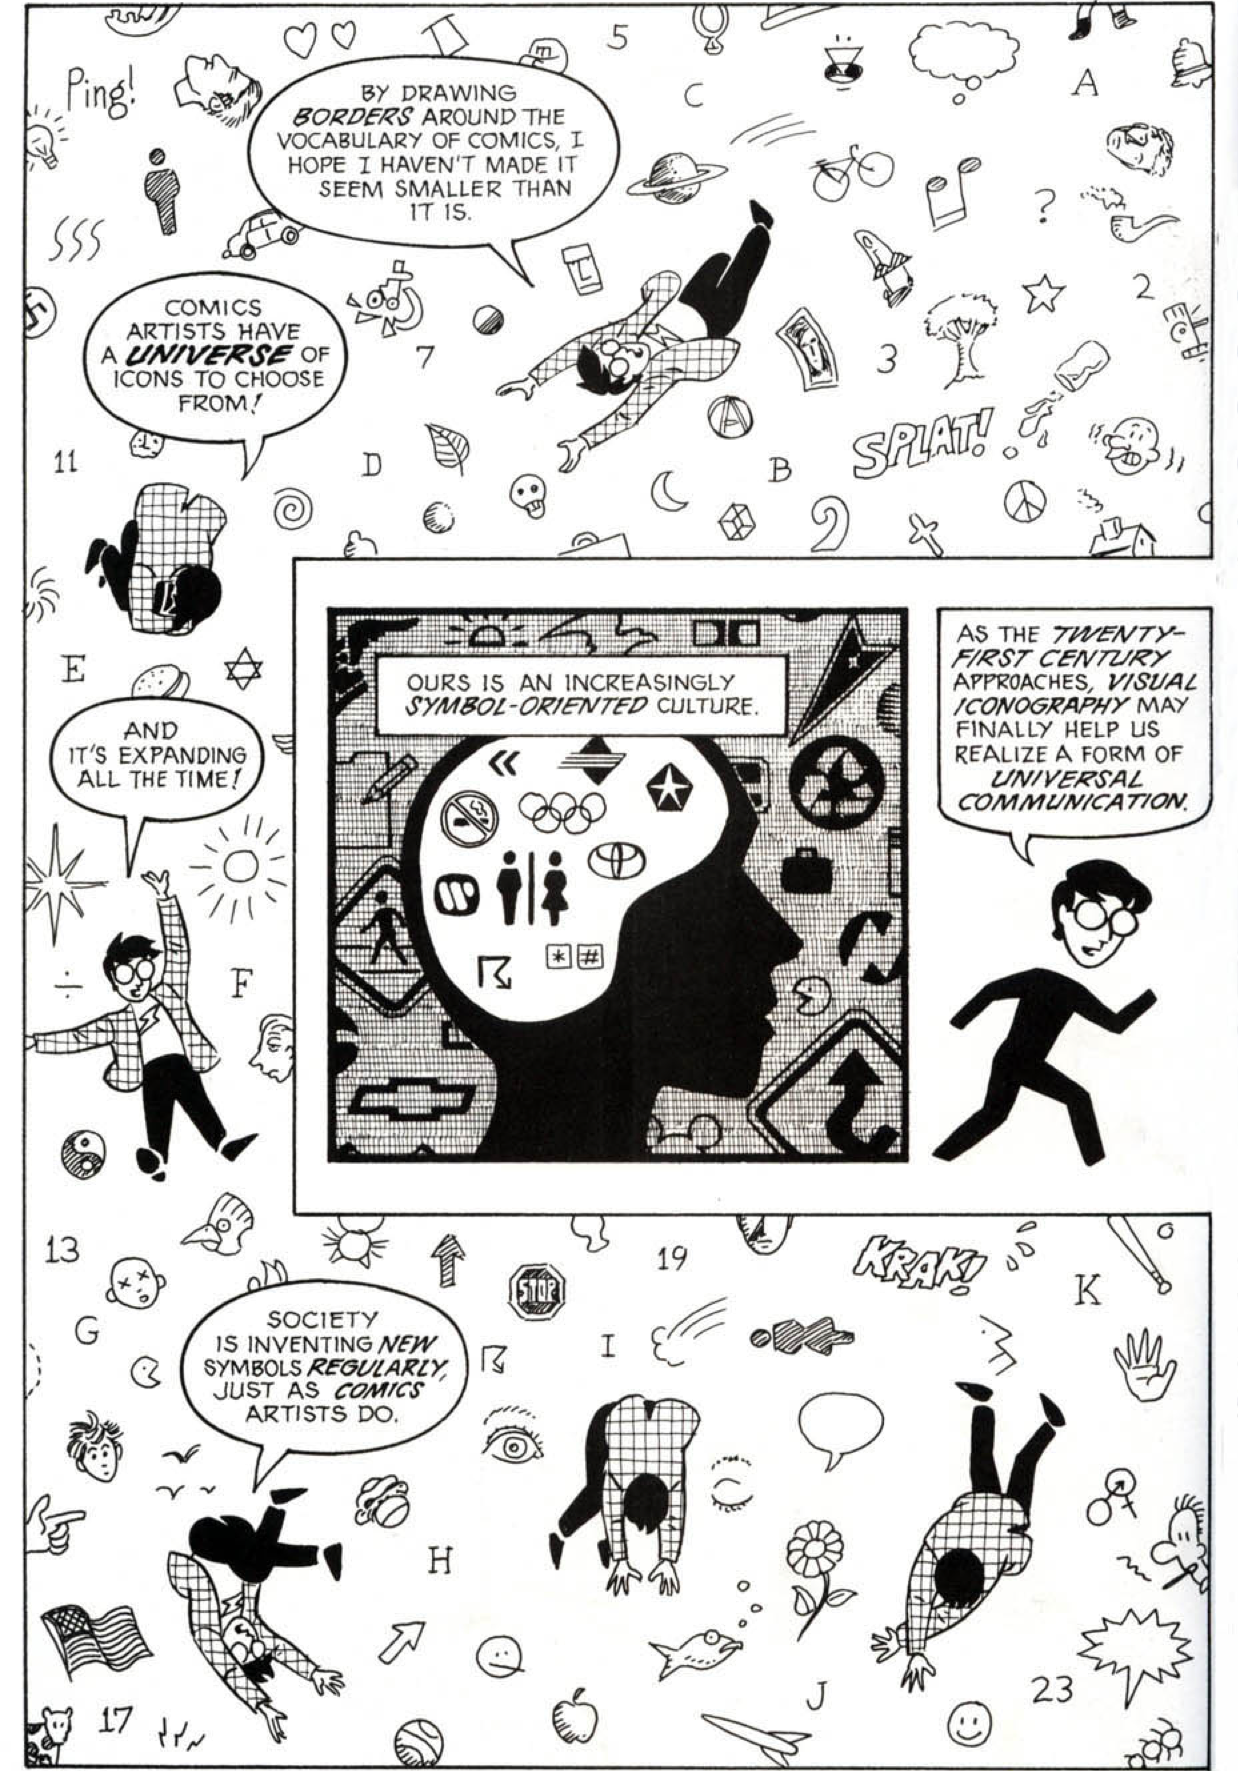 Ping!
5
C
A
BY DRAWING
BORDERS AROUND THE
VOCABULARY OF COMICS, I
HOPE I HAVEN'T MADE IT
SEEM SMALLER THAN
IT IS.
?
2
COMICS
ARTISTS HAVE
A UNIVERSE OF
ICONS TO CHOOSE
FROM!
7
3
11
D
B
SPLAT!
E
AND
IT'S EXPANDING
ALL THE TIME!
÷
F
OURS IS AN INCREASINGLY
SYMBOL-ORIENTED CULTURE.
* #
AS THE TWENTY-
FIRST CENTURY
APPROACHES, VISUAL
ICONOGRAPHY MAY
FINALLY HELP US
REALIZE A FORM OF
UNIVERSAL
COMMUNICATION.
13
G
STOP
19
KRAK!
K
SOCIETY
IS INVENTING NEW
SYMBOLS REGULARLY,
JUST AS COMICS
ARTISTS DO.
I
H
17
J
23